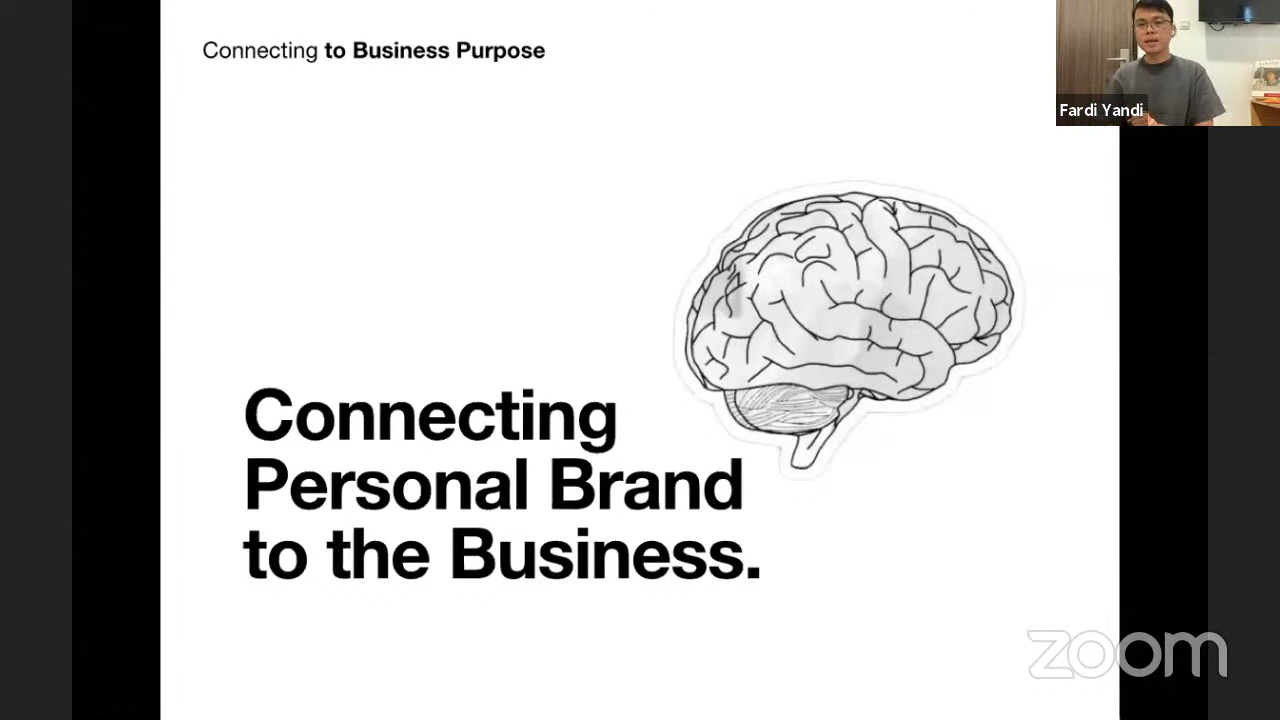 Connecting to Business Purpose
Fardi Yandi
Connecting
Personal Brand
to the Business.
zoom